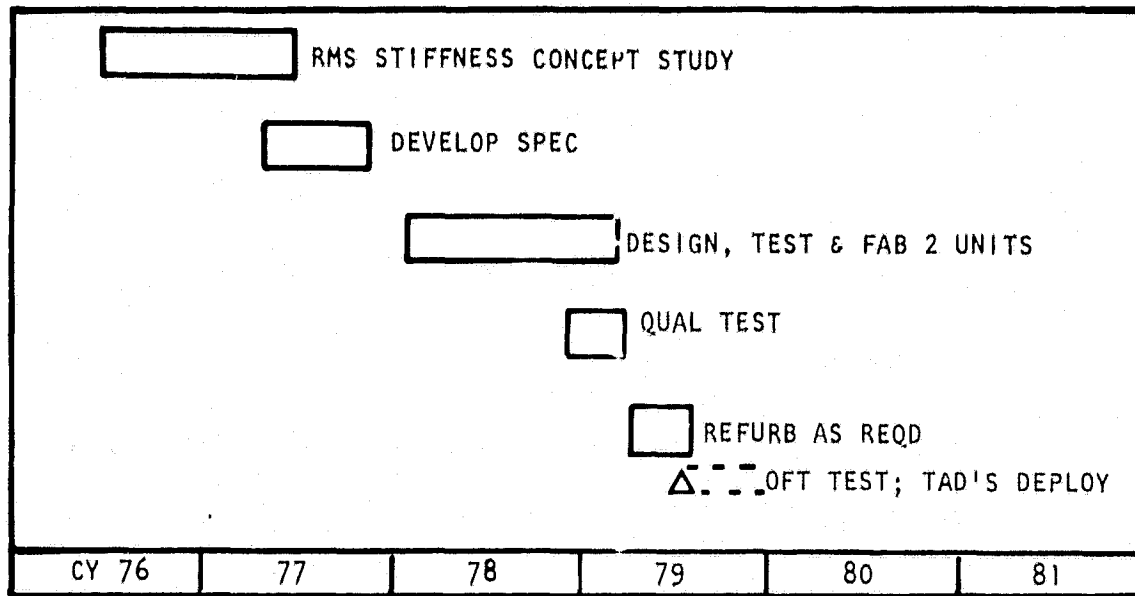 RMS STIFFNESS CONCEPT STUDY
DEVELOP SPEC
DESIGN, TEST & FAB 2 UNITS
QUAL TEST
REFURB AS REQD
OFT TEST; TAD'S DEPLOY
CY 76 77 78 79 80 81